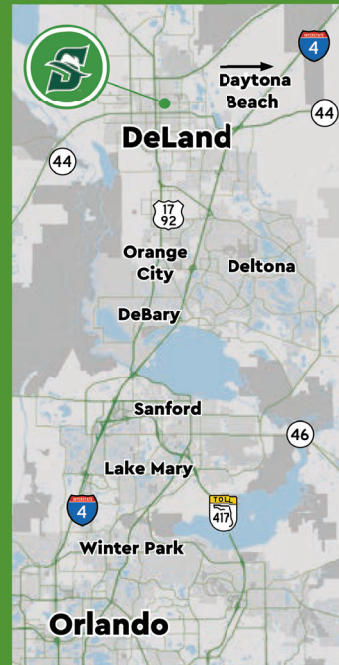 S
INTERSTATE
4
Daytona
Beach
44
DeLand
44
17
92
Orange
City
Deltona
DeBary
Sanford
46
Lake Mary
INTERSTATE
4
TOLL
417
Winter Park
Orlando